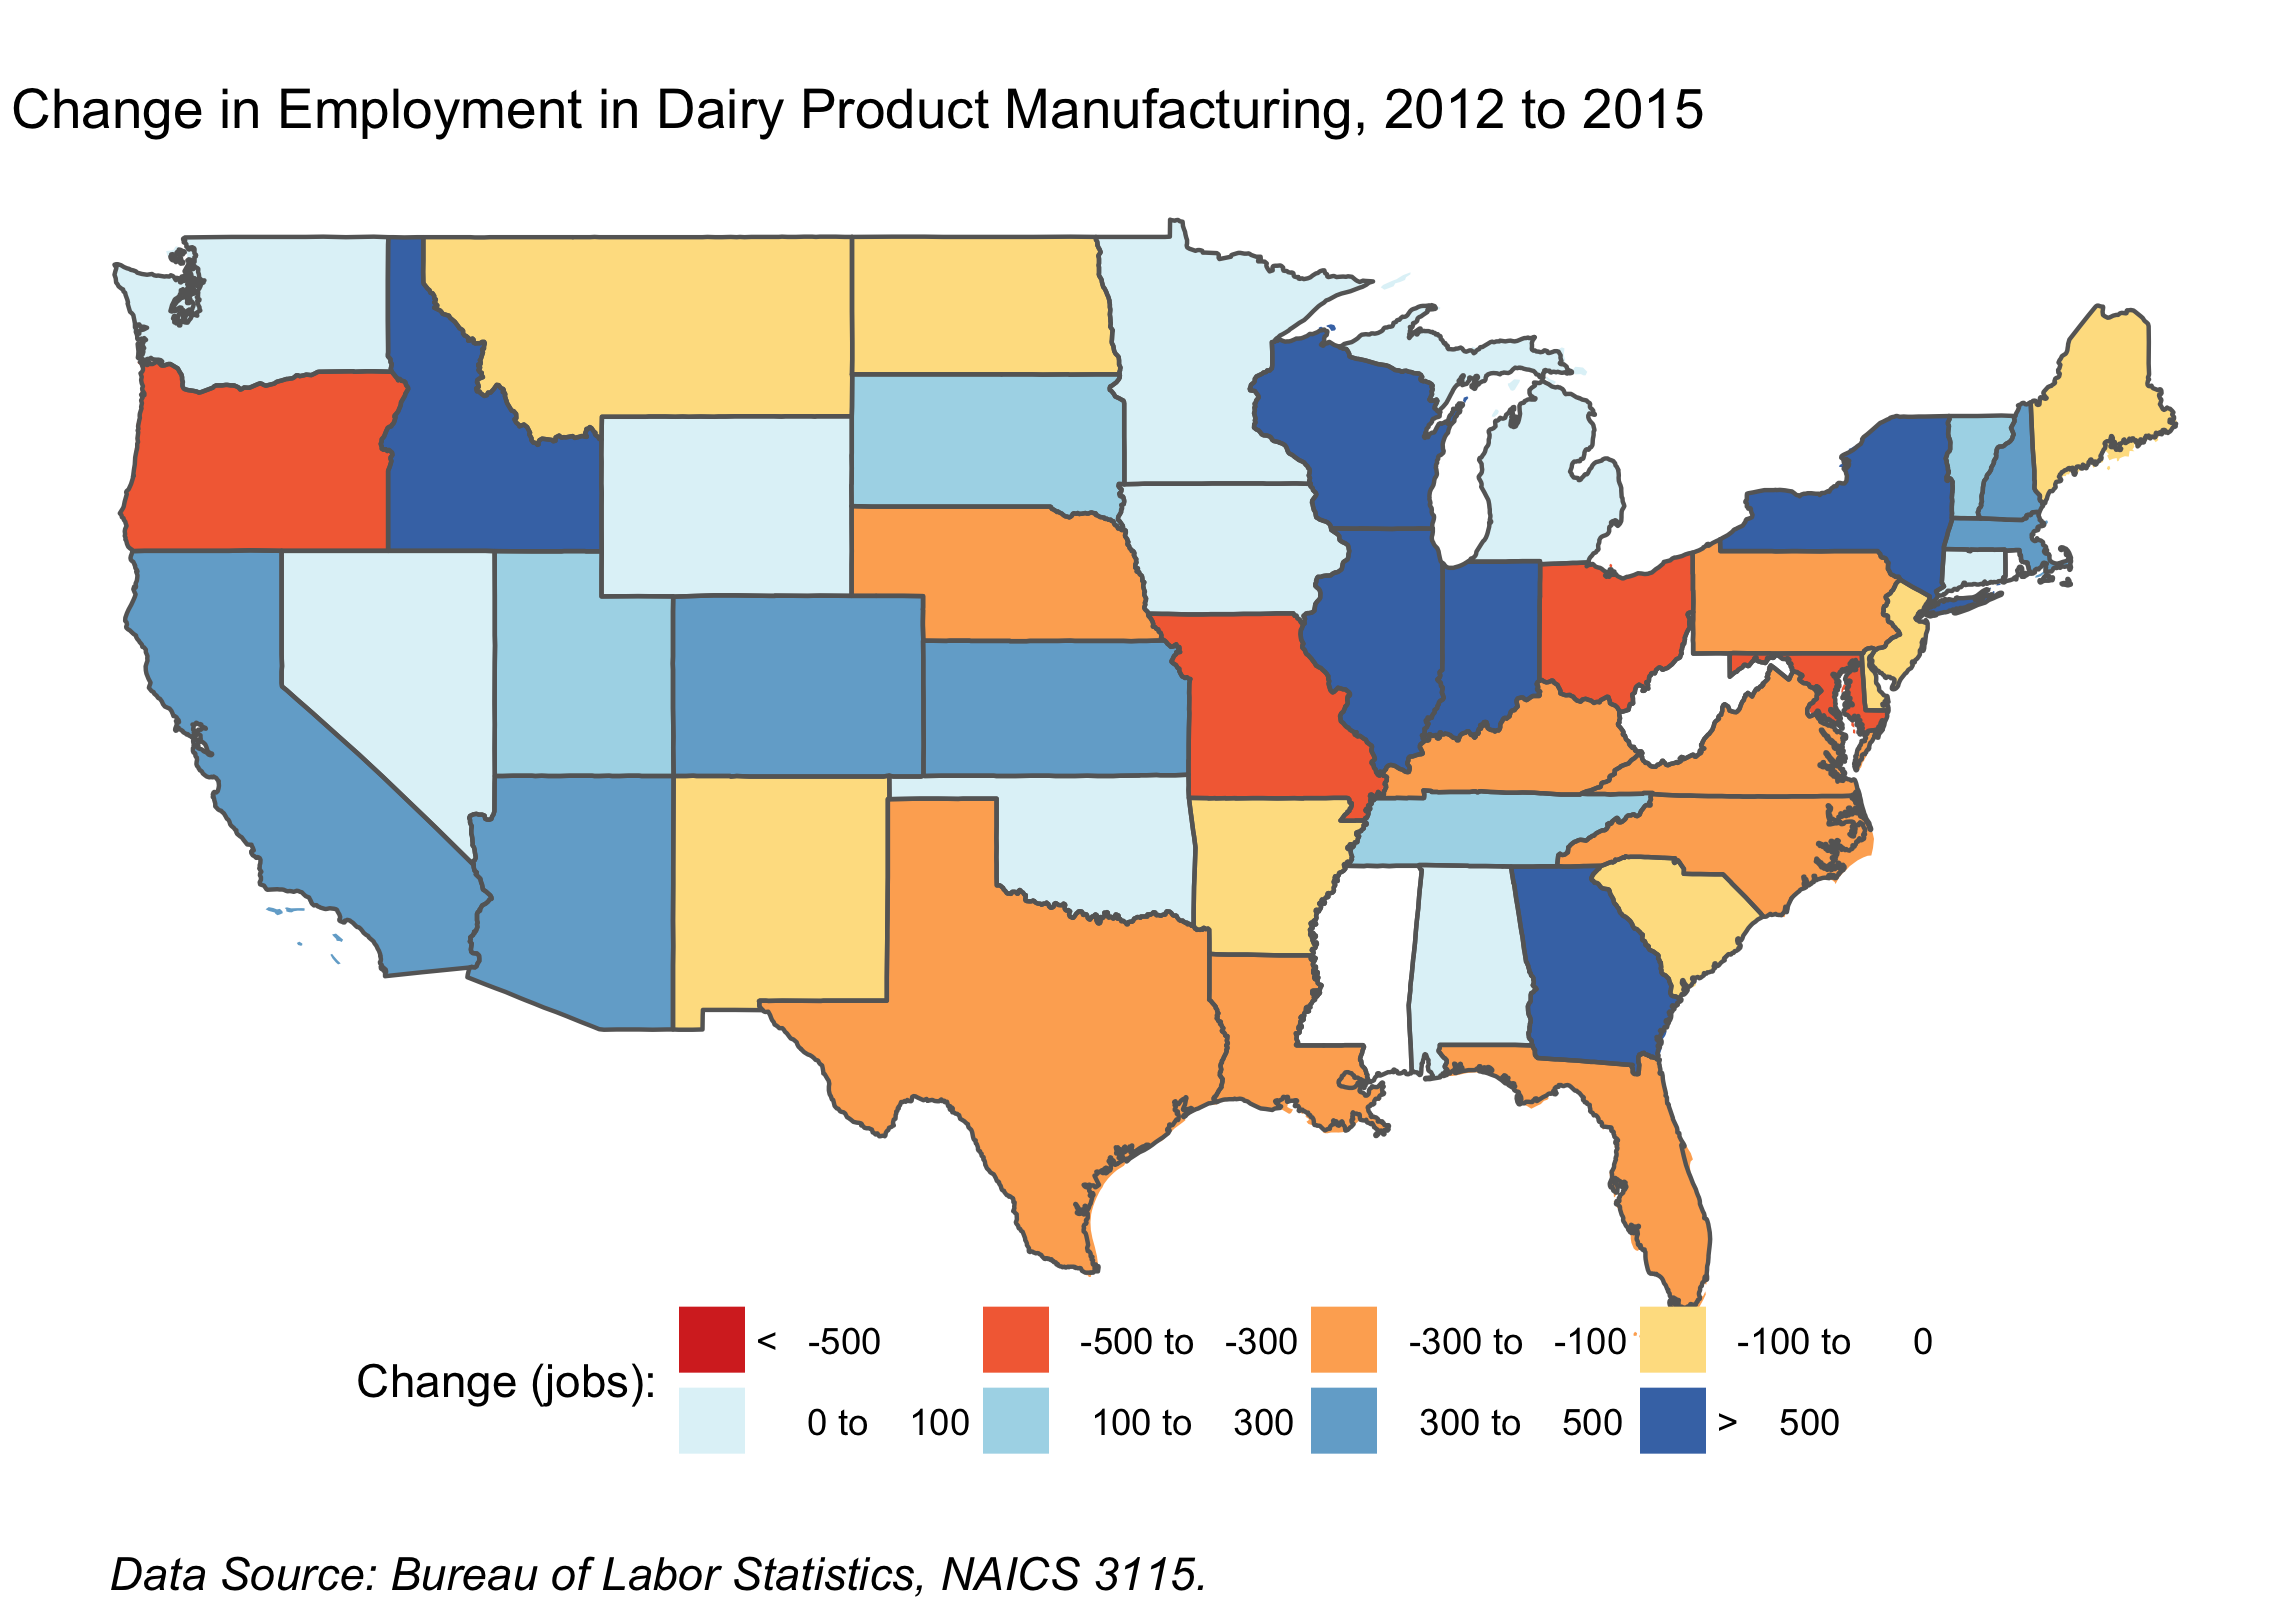 Change in Employment in Dairy Product Manufacturing, 2012 to 2015
Change (jobs):
< -500
-500 to -300
-300 to -100
-100 to 0
0 to 100
100 to 300
300 to 500
> 500
Data Source: Bureau of Labor Statistics, NAICS 3115.